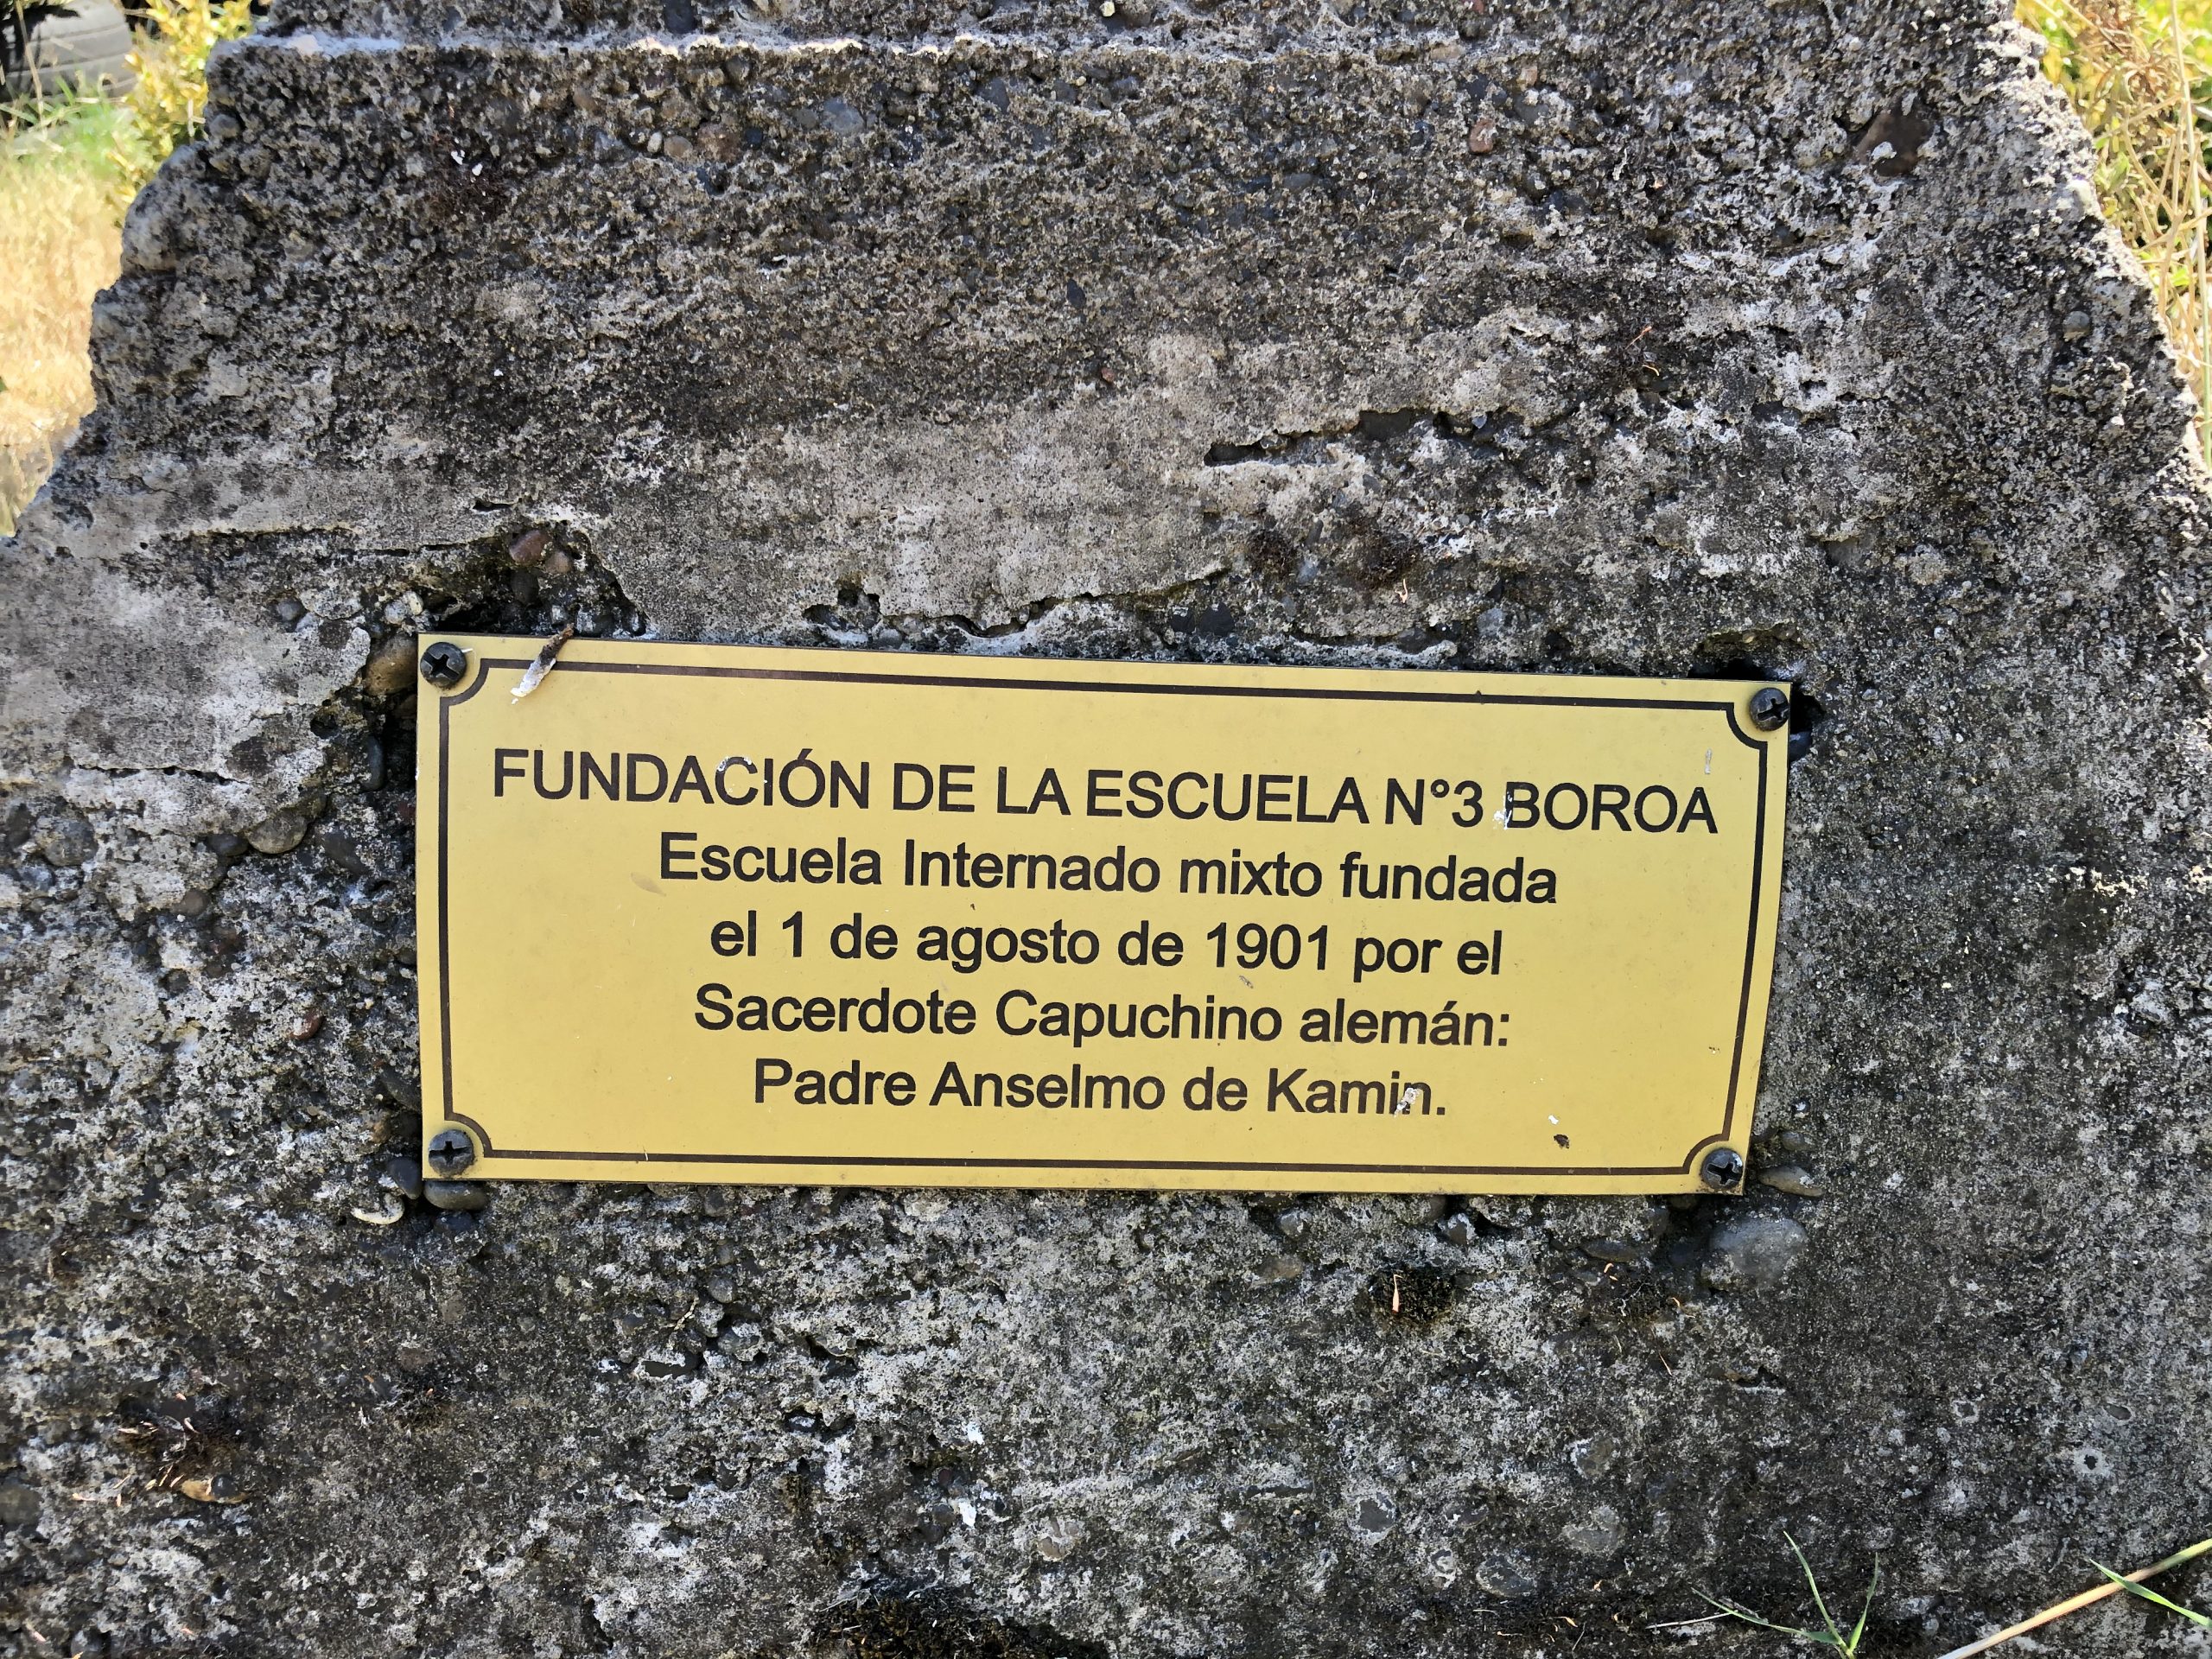 FUNDACIÓN DE LA ESCUELA N°3 BOROA
Escuela Internado mixto fundada
el 1 de agosto de 1901 por el
Sacerdote Capuchino alemán:
Padre Anselmo de Kamin.